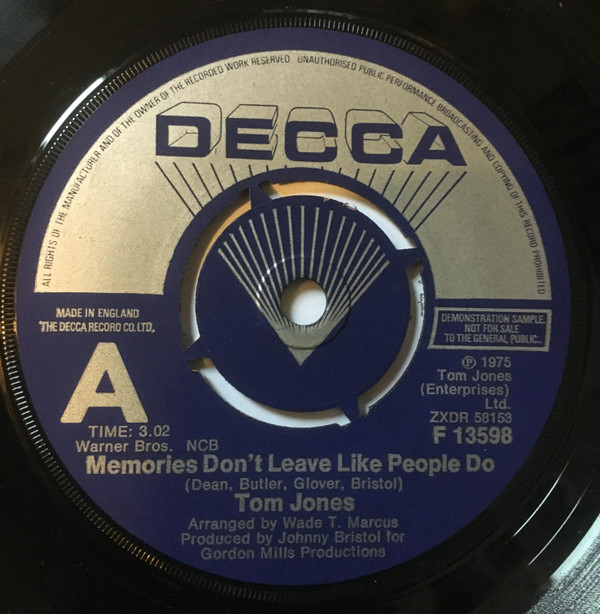 ALL RIGHTS OF THE MANUFACTURER AND OF THE OWNER OF THE RECORDED WORK RESERVED UNAUTHORISED PUBLIC PERFORMANCE BROADCASTING AND COPYING OF THIS RECORD PROHIBITED
DECCA
MADE IN ENGLAND
THE DECCA RECORD CO. LTD.
DEMONSTRATION SAMPLE
NOT FOR SALE
TO THE GENERAL PUBLIC
A
℗ 1975
Tom Jones
(Enterprises)
Ltd.
ZXDR 58153
F 13598
TIME: 3.02
Warner Bros. NCB
Memories Don't Leave Like People Do
(Dean, Butler, Glover, Bristol)
Tom Jones
Arranged by Wade T. Marcus
Produced by Johnny Bristol for
Gordon Mills Productions